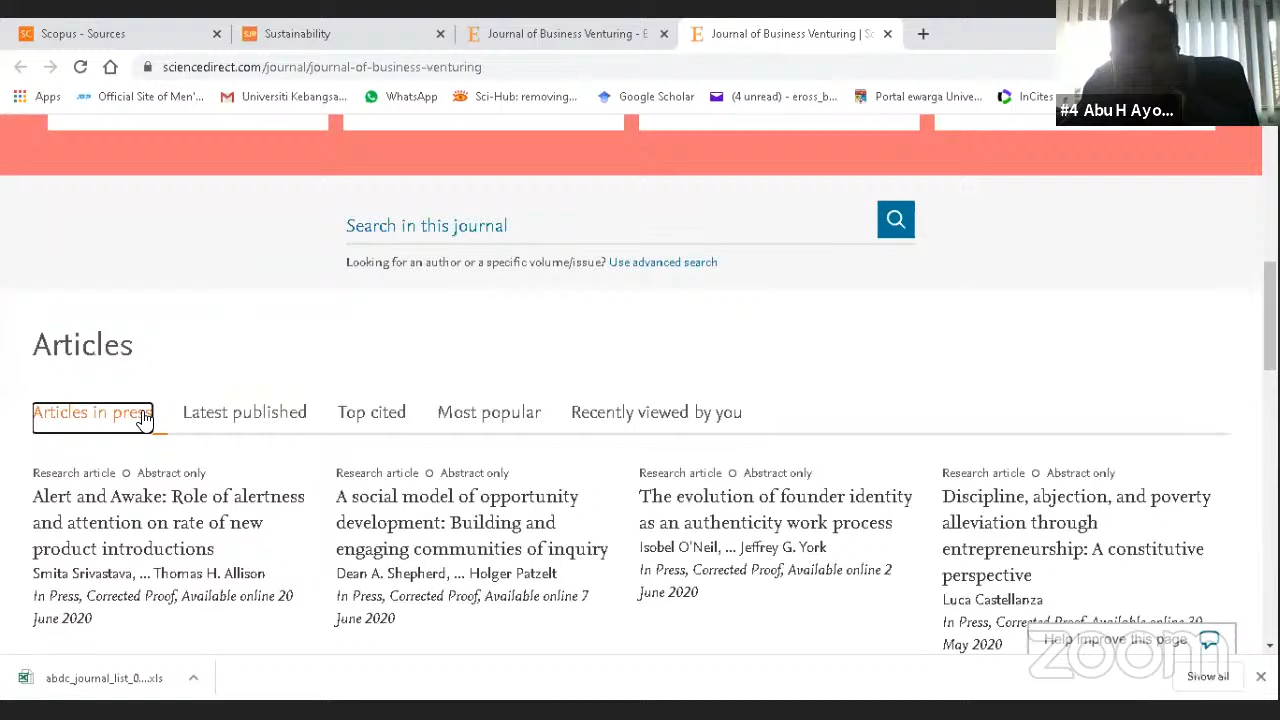 Scopus - Sources
Sustainability
Journal of Business Venturing - E
Journal of Business Venturing | Sc
sciencedirect.com/journal/journal-of-business-venturing
Apps
Official Site of Men'...
Universiti Kebangsa...
WhatsApp
Sci-Hub: removing...
Google Scholar
(4 unread) - eross_b...
Portal ewarga Unive...
InCites
#4 Abu H Ayo...
Search in this journal
Looking for an author or a specific volume/issue? Use advanced search
Articles
Articles in press
Latest published
Top cited
Most popular
Recently viewed by you
Research article Abstract only
Alert and Awake: Role of alertness
and attention on rate of new
product introductions
Smita Srivastava, ... Thomas H. Allison
In Press, Corrected Proof, Available online 20
June 2020
Research article Abstract only
A social model of opportunity
development: Building and
engaging communities of inquiry
Dean A. Shepherd, ... Holger Patzelt
In Press, Corrected Proof, Available online 7
June 2020
Research article Abstract only
The evolution of founder identity
as an authenticity work process
Isobel O'Neil, ... Jeffrey G. York
In Press, Corrected Proof, Available online 2
June 2020
Research article Abstract only
Discipline, abjection, and poverty
alleviation through
entrepreneurship: A constitutive
perspective
Luca Castellanza
In Press, Corrected Proof, Available online 30
May 2020
Help improve this page
zoom
abdc_journal_list_0....xls
Show all